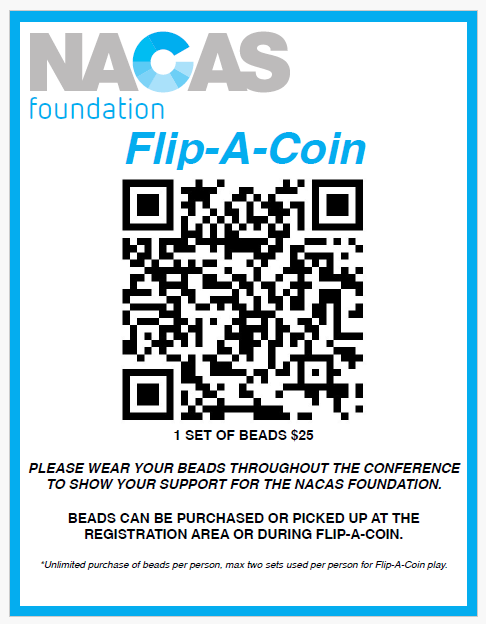 NACAS
foundation
Flip-A-Coin
1 SET OF BEADS $25
PLEASE WEAR YOUR BEADS THROUGHOUT THE CONFERENCE
TO SHOW YOUR SUPPORT FOR THE NACAS FOUNDATION.
BEADS CAN BE PURCHASED OR PICKED UP AT THE
REGISTRATION AREA OR DURING FLIP-A-COIN.
*Unlimited purchase of beads per person, max two sets used per person for Flip-A-Coin play.